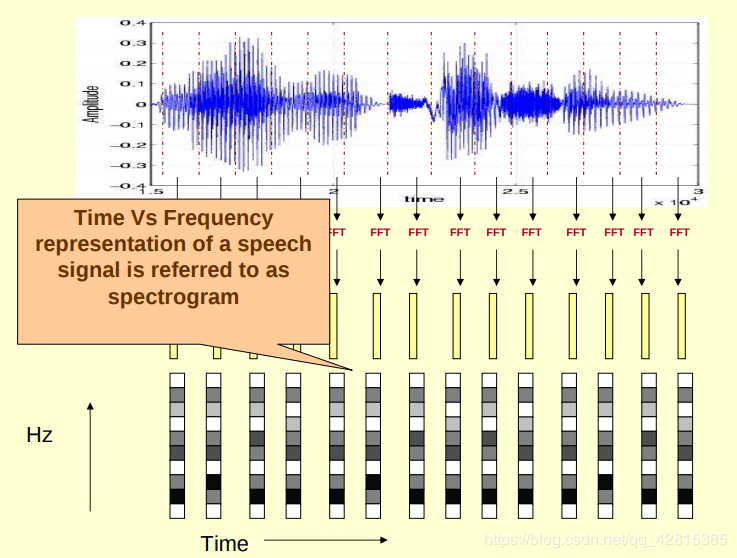 0.4
0.3
0.2
0.1
0
−0.1
−0.2
−0.3
−0.4
Amplitude
1.5 2 2.5 3
time
x 10⁴
Time Vs Frequency
representation of a speech
signal is referred to as
spectrogram
FFT FFT FFT FFT FFT FFT FFT FFT FFT FFT
Hz
Time
https://blog.csdn.net/qq_42815385